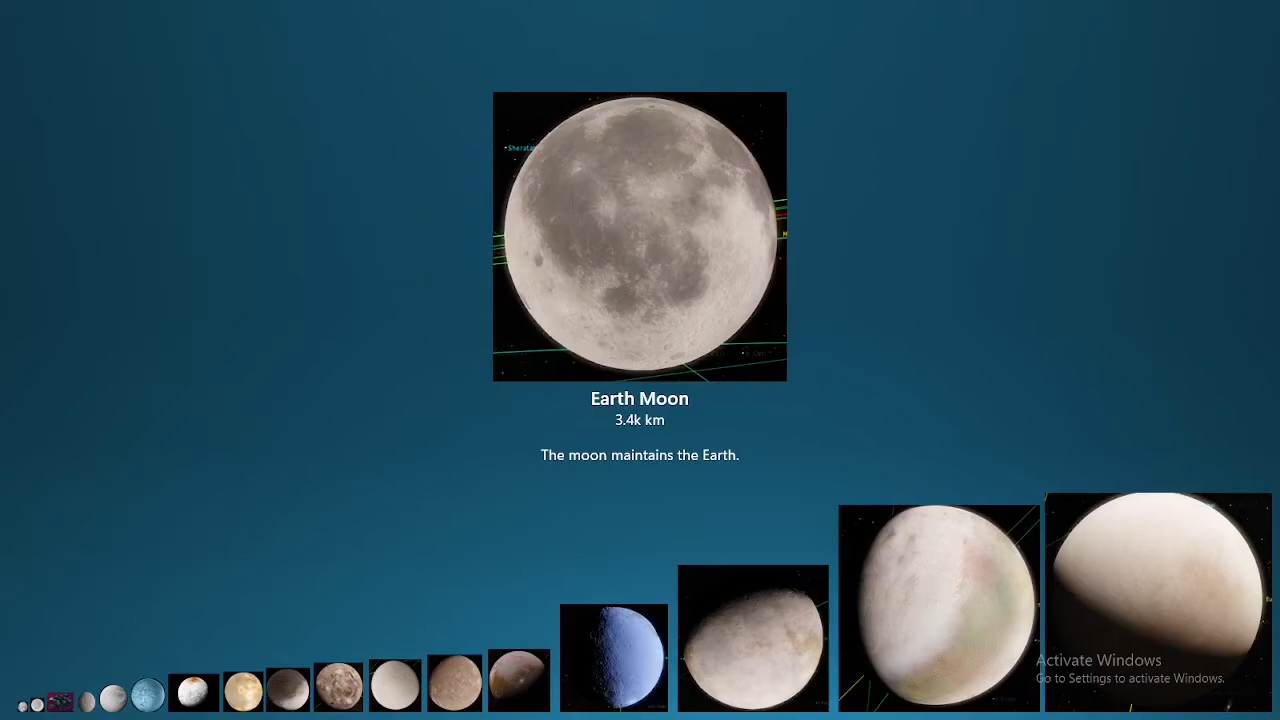 Earth Moon
3.4k km
The moon maintains the Earth.
Activate Windows
Go to Settings to activate Windows.